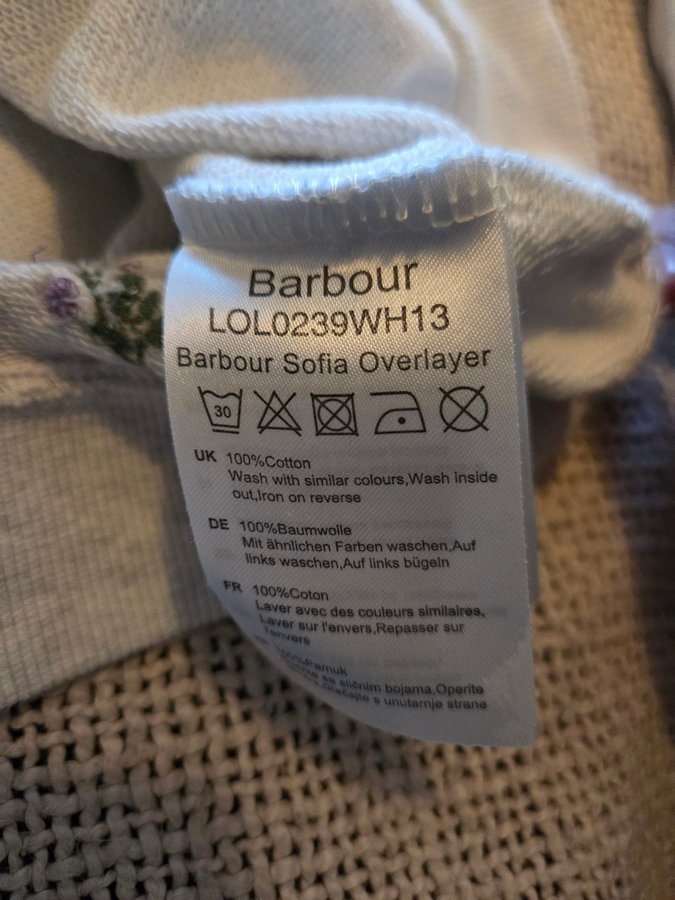 Barbour
LOL0239WH13
Barbour Sofia Overlayer
30
UK 100%Cotton
Wash with similar colours,Wash inside
out,Iron on reverse
DE 100%Baumwolle
Mit ähnlichen Farben waschen,Auf
links waschen,Auf links bügeln
FR 100%Coton
Laver avec des couleurs similaires,
Laver sur l'envers,Repasser sur
l'envers
100%Pamuk
sa sličnim bojama,Operite
s unutarnje strane